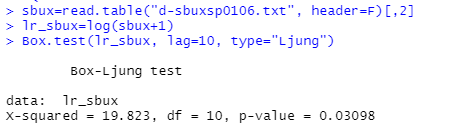 > sbux=read.table("d-sbuxsp0106.txt", header=F)[,2]
> lr_sbux=log(sbux+1)
> Box.test(lr_sbux, lag=10, type="Ljung")
Box-Ljung test
data:  lr_sbux
X-squared = 19.823, df = 10, p-value = 0.03098